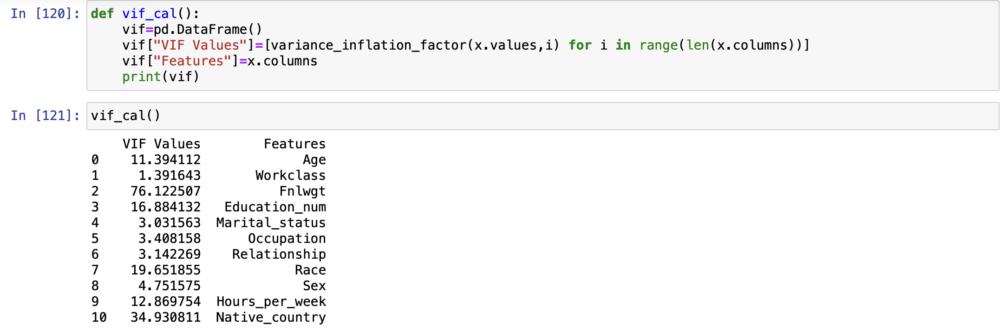 In [120]: def vif_cal():
    vif=pd.DataFrame()
    vif["VIF Values"]=[variance_inflation_factor(x.values,i) for i in range(len(x.columns))]
    vif["Features"]=x.columns
    print(vif)
In [121]: vif_cal()
    VIF Values        Features
0    11.394112             Age
1     1.391643       Workclass
2    76.122507          Fnlwgt
3    16.884132   Education_num
4     3.031563  Marital_status
5     3.408158      Occupation
6     3.142269    Relationship
7    19.651855            Race
8     4.751575             Sex
9    12.869754  Hours_per_week
10   34.930811  Native_country